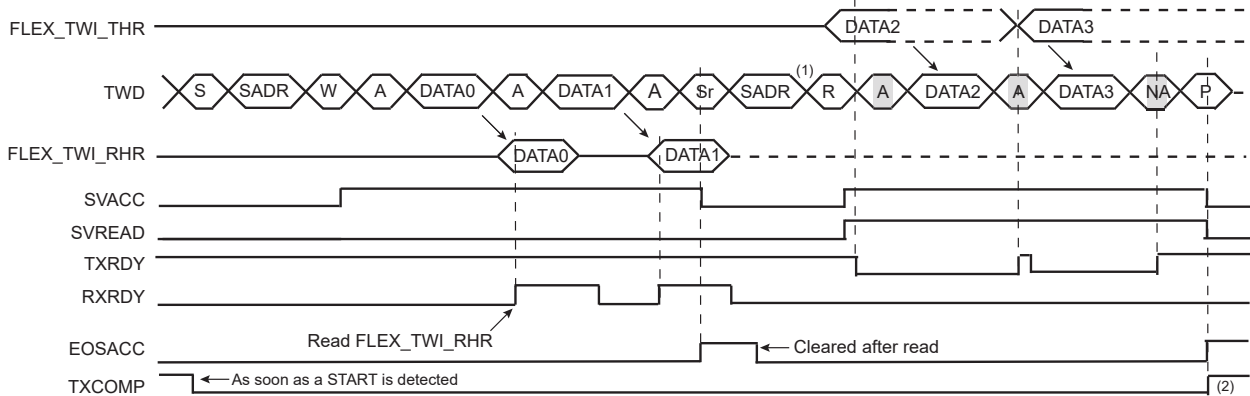 FLEX_TWI_THR DATA2 DATA3
(1)
TWD S SADR W A DATA0 A DATA1 A Sr SADR R A DATA2 A DATA3 NA P
FLEX_TWI_RHR DATA0 DATA1
SVACC
SVREAD
TXRDY
RXRDY
Read FLEX_TWI_RHR
EOSACC Cleared after read
TXCOMP As soon as a START is detected (2)